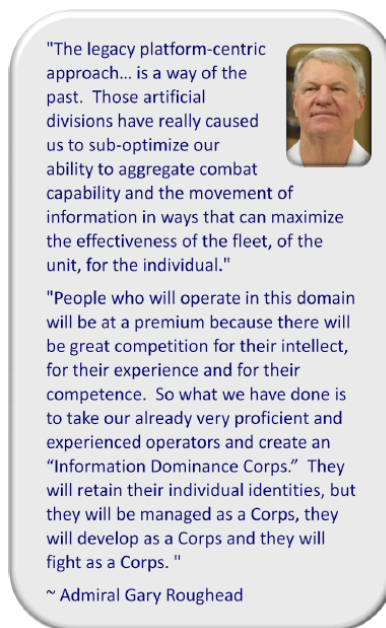 "The legacy platform-centric
approach... is a way of the
past.  Those artificial
divisions have really caused
us to sub-optimize our
ability to aggregate combat
capability and the movement of
information in ways that can maximize
the effectiveness of the fleet, of the
unit, for the individual."
"People who will operate in this domain
will be at a premium because there will
be great competition for their intellect,
for their experience and for their
competence.  So what we have done is
to take our already very proficient and
experienced operators and create an
“Information Dominance Corps.”  They
will retain their individual identities, but
they will be managed as a Corps, they
will develop as a Corps and they will
fight as a Corps. "
~ Admiral Gary Roughead